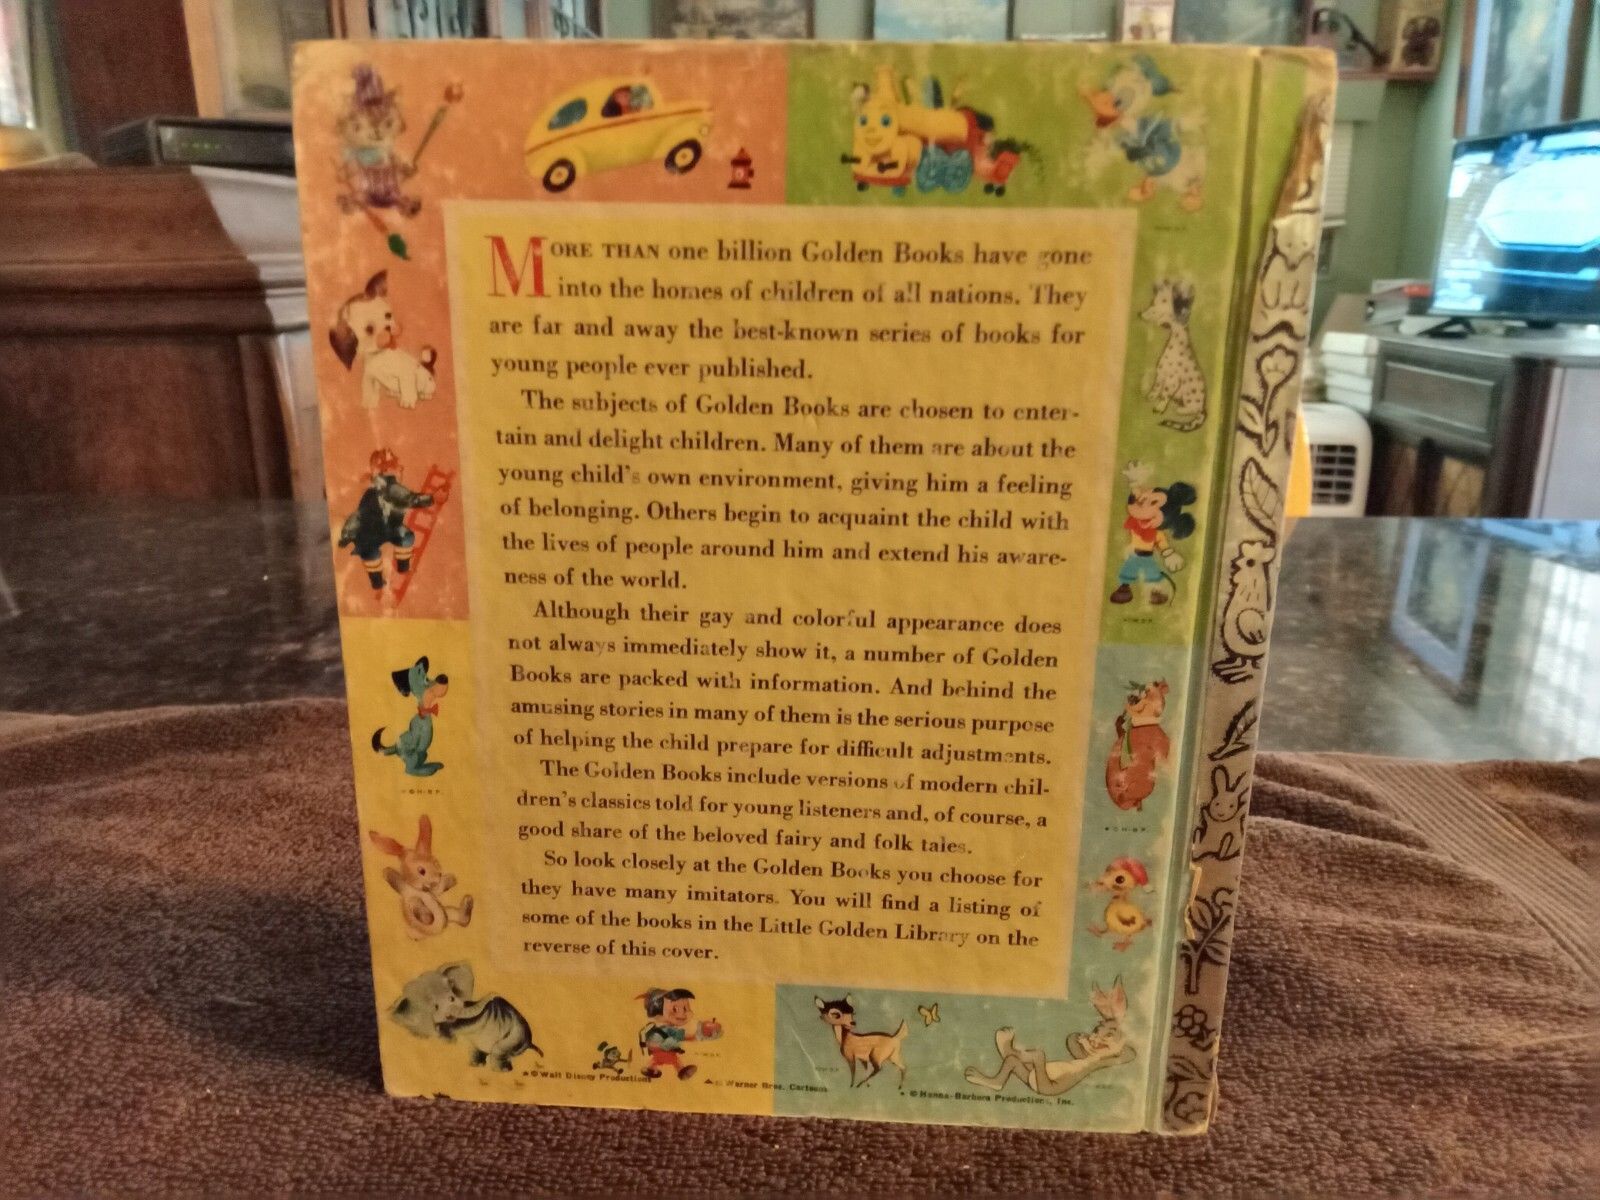 MORE THAN one billion Golden Books have gone
into the homes of children of all nations. They
are far and away the best-known series of books for
young people ever published.
The subjects of Golden Books are chosen to enter-
tain and delight children. Many of them are about the
young child's own environment, giving him a feeling
of belonging. Others begin to acquaint the child with
the lives of people around him and extend his aware-
ness of the world.
Although their gay and colorful appearance does
not always immediately show it, a number of Golden
Books are packed with information. And behind the
amusing stories in many of them is the serious purpose
of helping the child prepare for difficult adjustments.
The Golden Books include versions of modern chil-
dren's classics told for young listeners and, of course, a
good share of the beloved fairy and folk tales.
So look closely at the Golden Books you choose for
they have many imitators. You will find a listing of
some of the books in the Little Golden Library on the
reverse of this cover.
© H-B P.
© H-B P.
© Walt Disney Productions
Warner Bros. Cartoons
© Hanna-Barbera Productions, Inc.